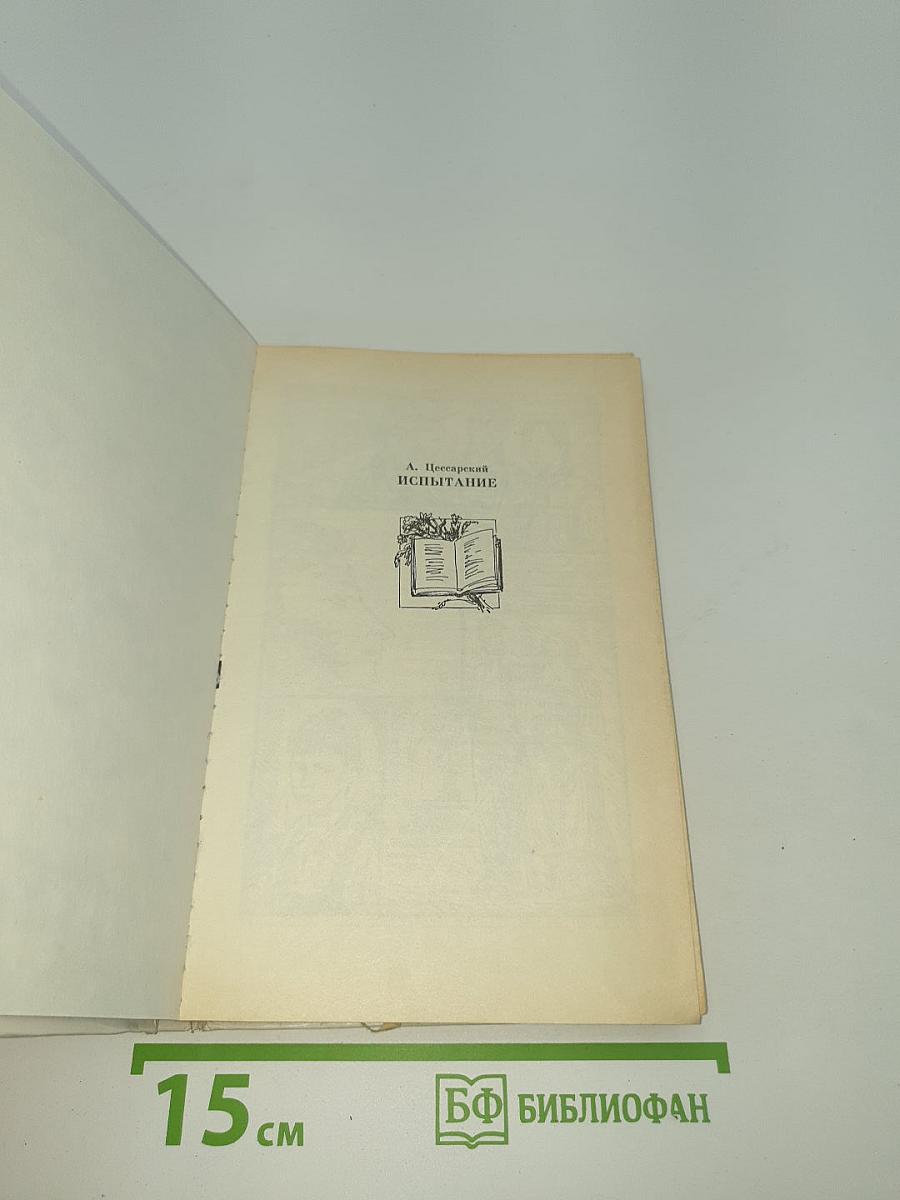 А. Цессарский
ИСПЫТАНИЕ
15 см
БФ БИБЛИОФАН